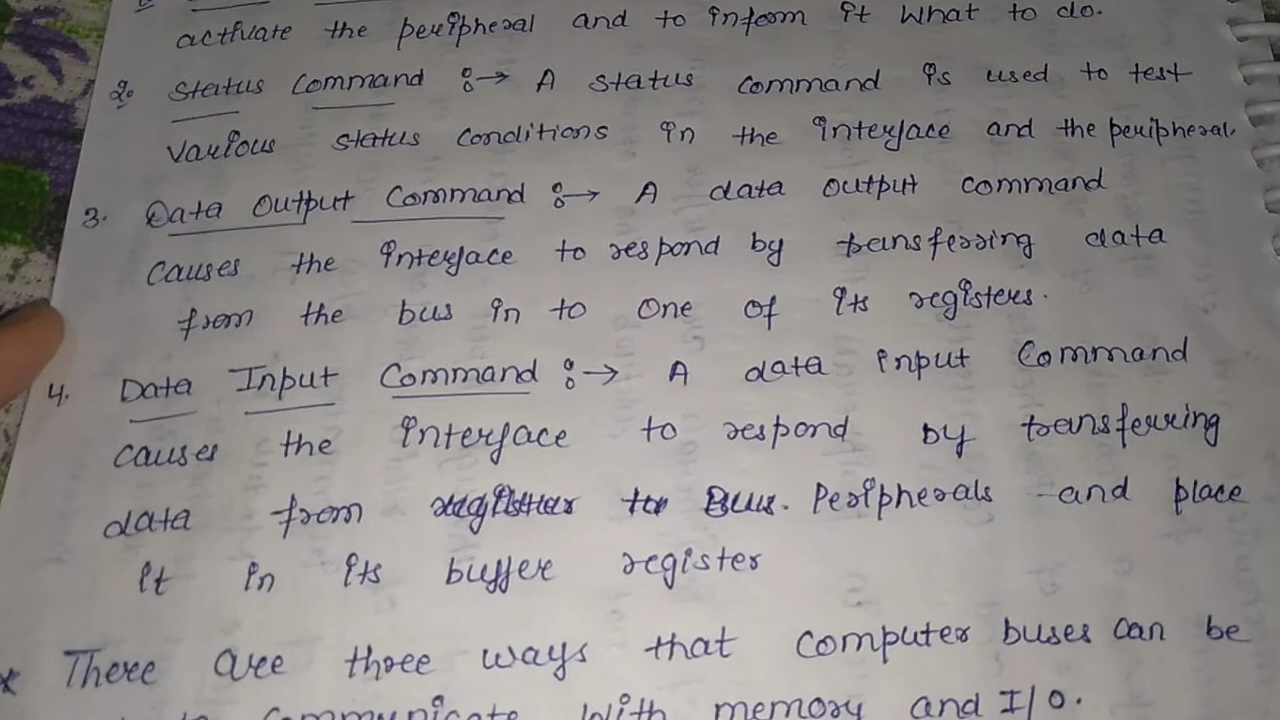 activate the peripheral and to inform it what to do.
2. Status Command :→ A status command is used to test
various status conditions in the interface and the peripheral.
3. Data Output Command :→ A data output command
causes the interface to respond by transferring data
from the bus in to one of its registers.
4. Data Input Command :→ A data input Command
causes the interface to respond by transferring
data from register to Bus. Peripherals and place
it in its buffer register
* There are three ways that computer buses can be
communicate with memory and I/O.